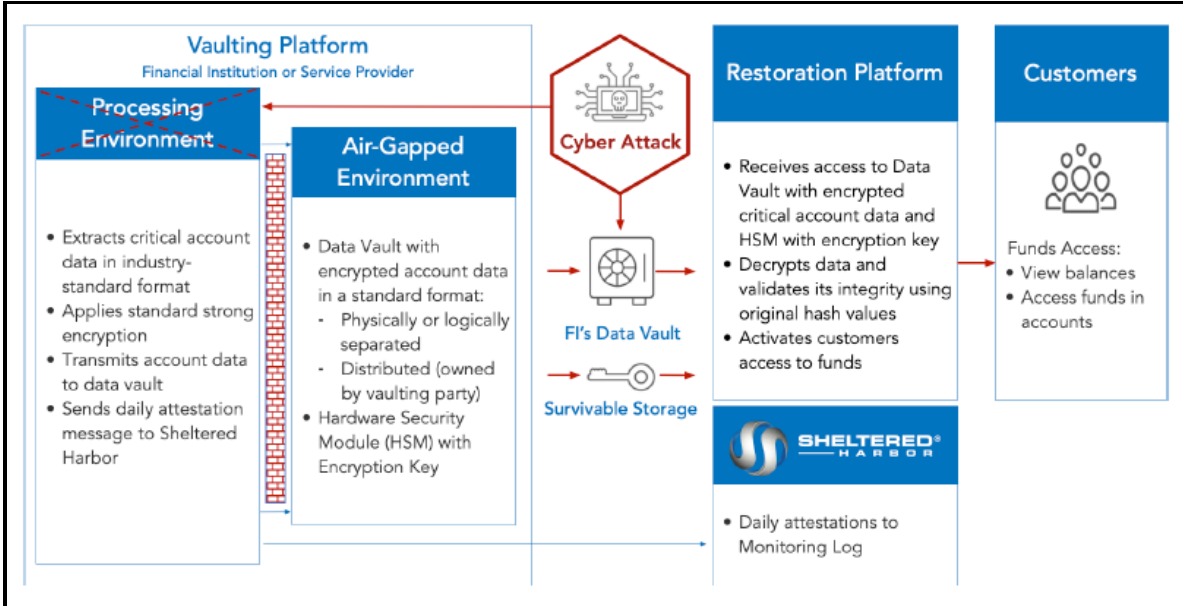 Vaulting Platform
Financial Institution or Service Provider
Processing
Environment
• Extracts critical account
data in industry-
standard format
• Applies standard strong
encryption
• Transmits account data
to data vault
• Sends daily attestation
message to Sheltered
Harbor
Air-Gapped
Environment
• Data Vault with
encrypted account data
in a standard format:
- Physically or logically
separated
- Distributed (owned
by vaulting party)
• Hardware Security
Module (HSM) with
Encryption Key
Cyber Attack
FI's Data Vault
Survivable Storage
Restoration Platform
• Receives access to Data
Vault with encrypted
critical account data and
HSM with encryption key
• Decrypts data and
validates its integrity using
original hash values
• Activates customers
access to funds
SHELTERED®
HARBOR
• Daily attestations to
Monitoring Log
Customers
Funds Access:
• View balances
• Access funds in
accounts